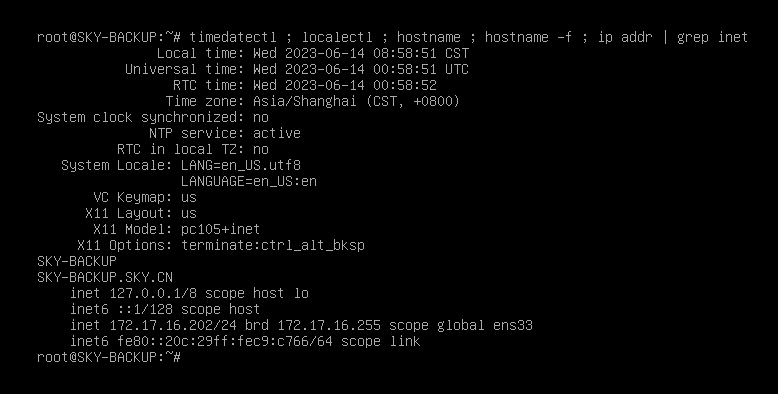 root@SKY-BACKUP:~# timedatectl ; localectl ; hostname ; hostname -f ; ip addr | grep inet
Local time: Wed 2023-06-14 08:58:51 CST
Universal time: Wed 2023-06-14 00:58:51 UTC
RTC time: Wed 2023-06-14 00:58:52
Time zone: Asia/Shanghai (CST, +0800)
System clock synchronized: no
NTP service: active
RTC in local TZ: no
System Locale: LANG=en_US.utf8
LANGUAGE=en_US:en
VC Keymap: us
X11 Layout: us
X11 Model: pc105+inet
X11 Options: terminate:ctrl_alt_bksp
SKY-BACKUP
SKY-BACKUP.SKY.CN
inet 127.0.0.1/8 scope host lo
inet6 ::1/128 scope host
inet 172.17.16.202/24 brd 172.17.16.255 scope global ens33
inet6 fe80::20c:29ff:fec9:c766/64 scope link
root@SKY-BACKUP:~#